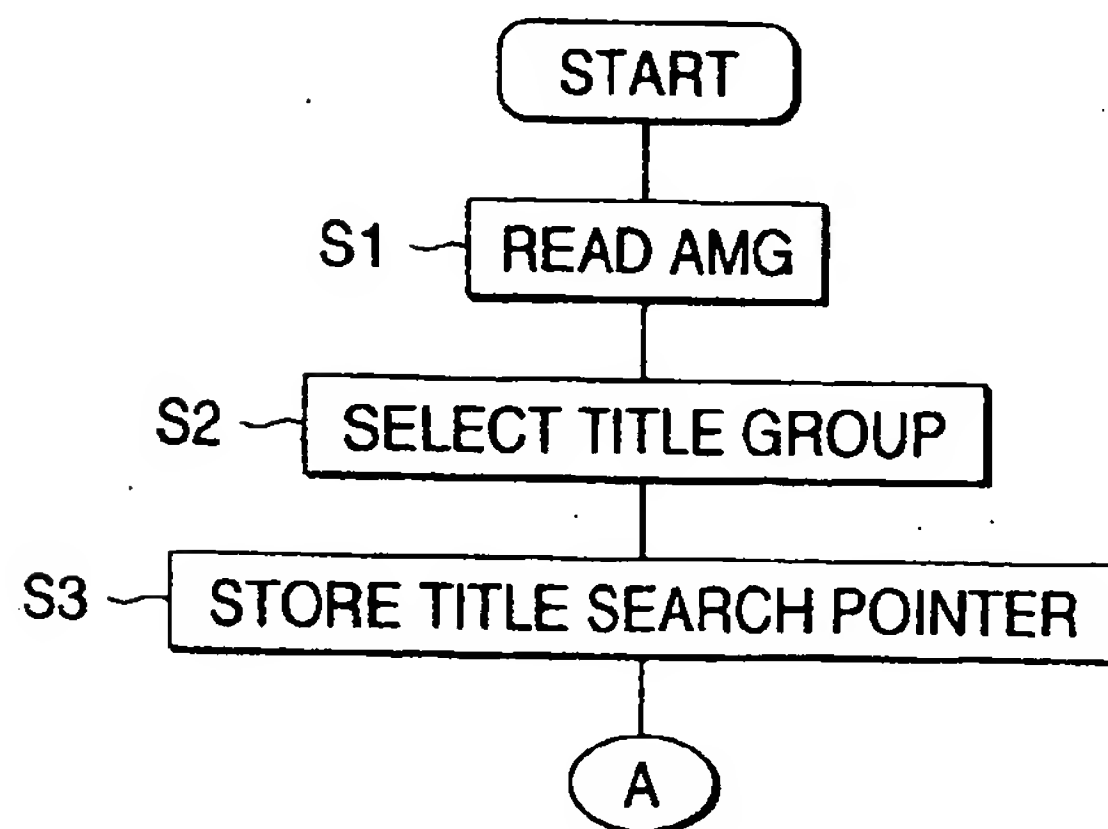 START
S1 READ AMG
S2 SELECT TITLE GROUP
S3 STORE TITLE SEARCH POINTER
A